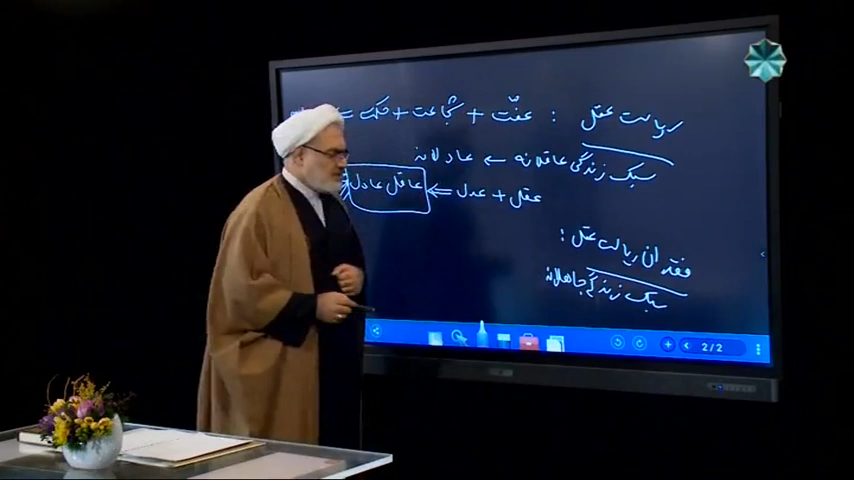 ریاست عقل : عفّت + شجاعت + حکمت =
سبک زندگی عاقلانه ← عادلانه
عقل + عدل ⇐ عاقل عادل
فقدان ریاست عقل :
سبک زندگی جاهلانه
2/2